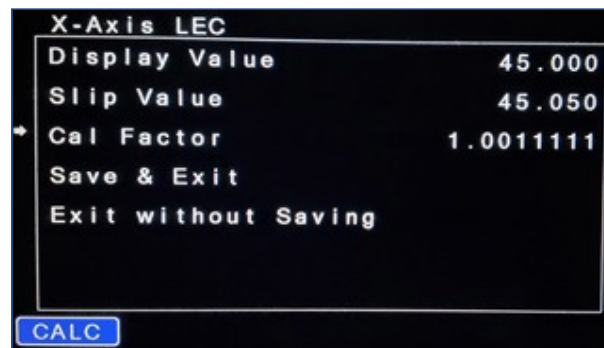 X-Axis LEC
Display Value 45.000
Slip Value 45.050
Cal Factor 1.0011111
Save & Exit
Exit without Saving
CALC